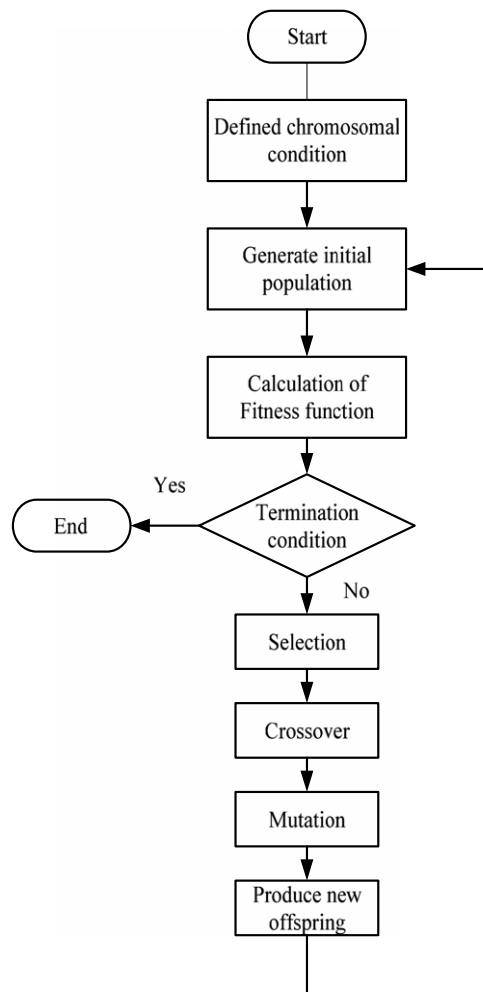 Start
Defined chromosomal
condition
Generate initial
population
Calculation of
Fitness function
Yes
End
Termination
condition
No
Selection
Crossover
Mutation
Produce new
offspring